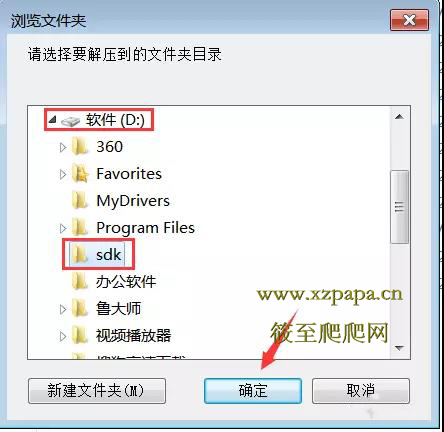 浏览文件夹
请选择要解压到的文件夹目录
软件 (D:)
360
Favorites
MyDrivers
Program Files
sdk
办公软件
鲁大师
视频播放器
www.xzpapa.cn
筱至爬爬网
新建文件夹(M)
确定
取消